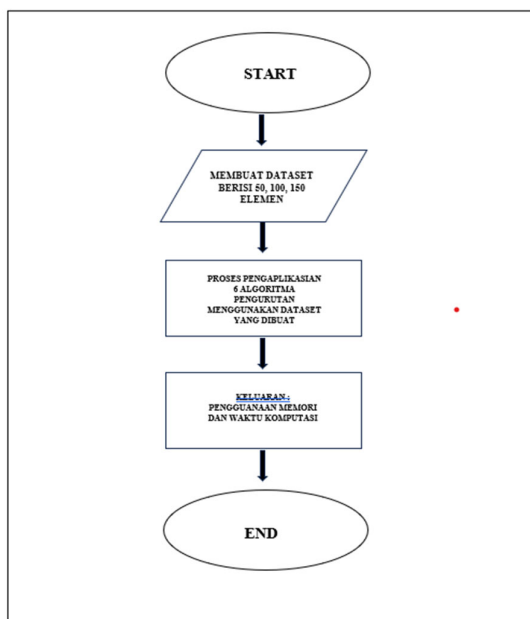 START
MEMBUAT DATASET
BERISI 50, 100, 150
ELEMEN
PROSES PENGAPLIKASIAN
6 ALGORITMA
PENGURUTAN
MENGGUNAKAN DATASET
YANG DIBUAT
KELUARAN :
PENGGUANAAN MEMORI
DAN WAKTU KOMPUTASI
END